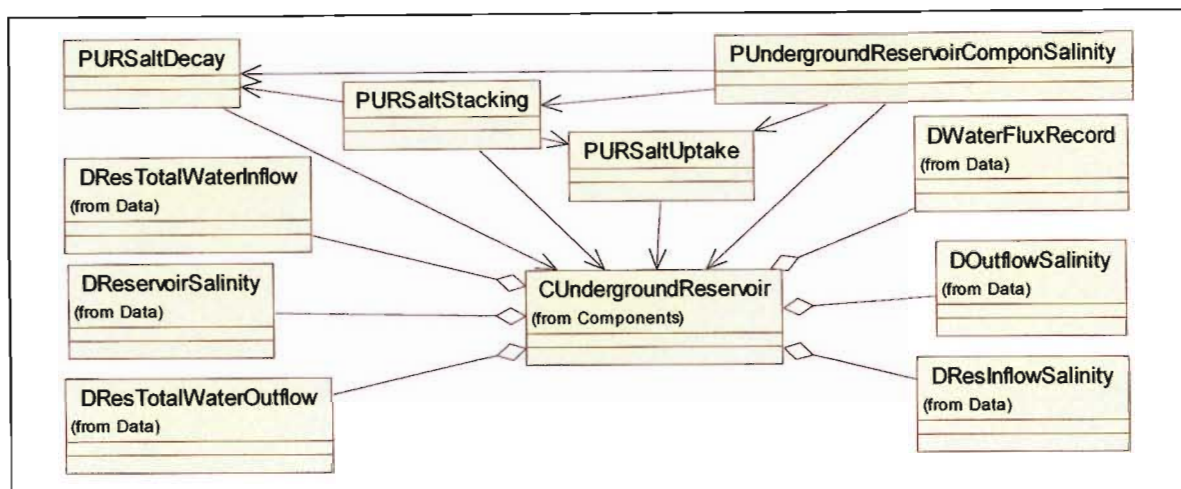 PURSaltDecay
PUndergroundReservoirComponSalinity
PURSaltStacking
PURSaltUptake
DWaterFluxRecord
(from Data)
DResTotalWaterInflow
(from Data)
DReservoirSalinity
(from Data)
CUndergroundReservoir
(from Components)
DOutflowSalinity
(from Data)
DResTotalWaterOutflow
(from Data)
DResInflowSalinity
(from Data)